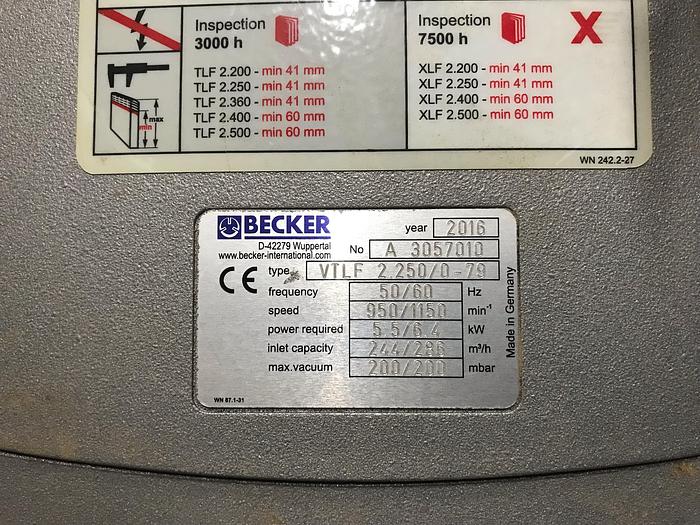 Inspection
3000 h
TLF 2.200 - min 41 mm
TLF 2.250 - min 41 mm
TLF 2.360 - min 41 mm
TLF 2.400 - min 60 mm
TLF 2.500 - min 60 mm
Inspection
7500 h
X
XLF 2.200 - min 41 mm
XLF 2.250 - min 41 mm
XLF 2.400 - min 60 mm
XLF 2.500 - min 60 mm
max
min
WN 242.2-27
BECKER
D-42279 Wuppertal
www.becker-international.com
year 2016
No A 3057010
CE
type VTLF 2.250/0-79
frequency 50/60 Hz
speed 950/1150 min-1
power required 5.5/6.4 kW
inlet capacity 244/286 m³/h
max.vacuum 200/200 mbar
Made in Germany
WN 87.1-31